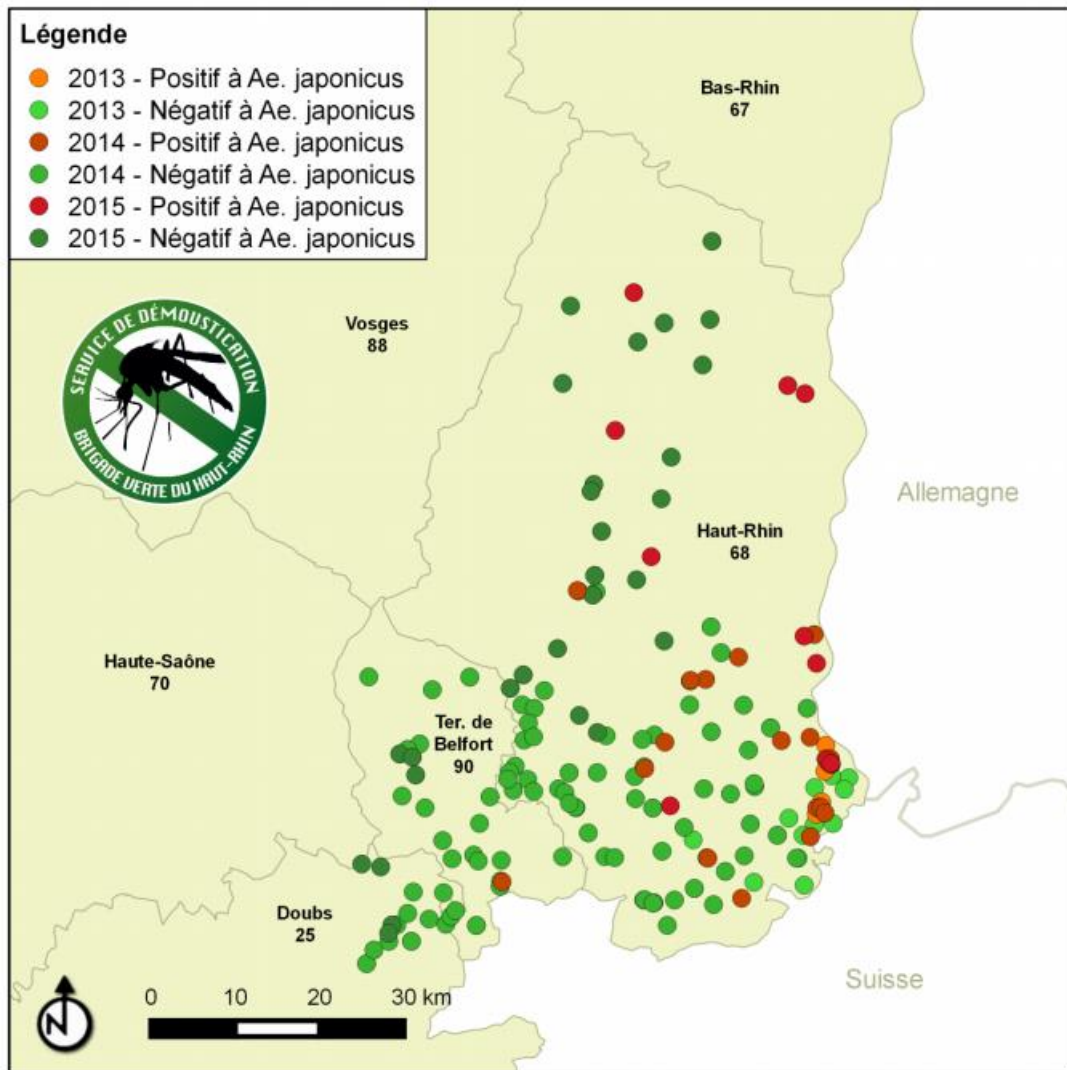 Légende
2013 - Positif à Ae. japonicus
2013 - Négatif à Ae. japonicus
2014 - Positif à Ae. japonicus
2014 - Négatif à Ae. japonicus
2015 - Positif à Ae. japonicus
2015 - Négatif à Ae. japonicus
Bas-Rhin
67
SERVICE DE DÉMOUSTICATION
BRIGADE VERTE DU HAUT-RHIN
Vosges
88
Allemagne
Haut-Rhin
68
Haute-Saône
70
Ter. de
Belfort
90
Doubs
25
Suisse
0 10 20 30 km
N